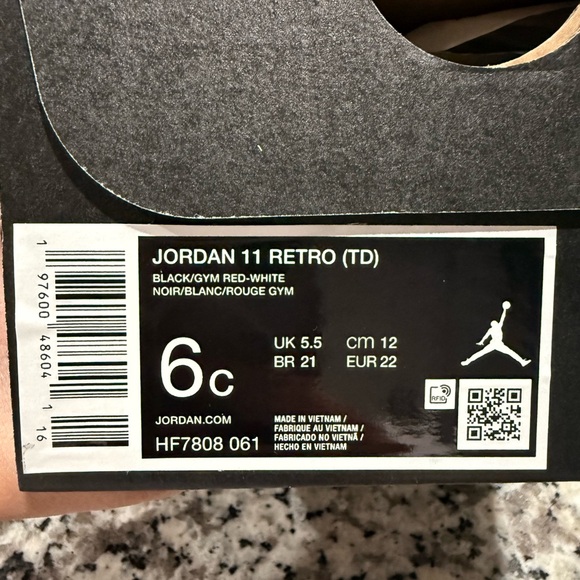 JORDAN 11 RETRO (TD)
BLACK/GYM RED-WHITE
NOIR/BLANC/ROUGE GYM
6c
UK 5.5 cm 12
BR 21 EUR 22
RFID
JORDAN.COM
HF7808 061
MADE IN VIETNAM /
FABRIQUE AU VIETNAM /
FABRICADO NO VIETNÃ /
HECHO EN VIETNAM
1 97600 48604 1 16